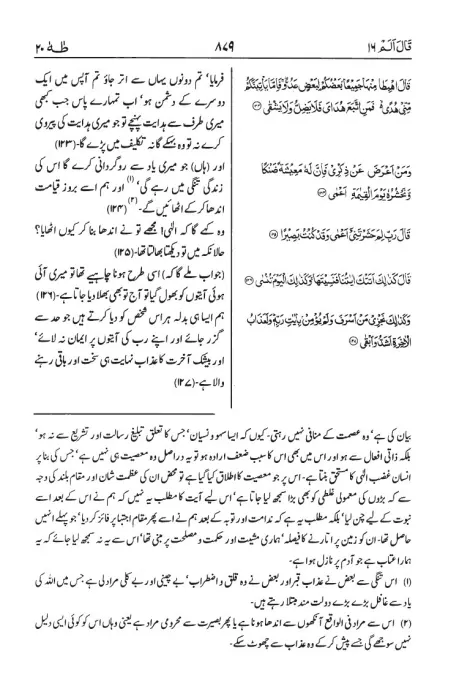 قَالَ اَلَمْ ۱۶
۸۷۹
طٰهٰ ۲۰
قَالَ اهْبِطَا مِنْهَا جَمِيْعًا بَعْضُكُمْ لِبَعْضٍ عَدُوٌّ ۚ فَاِمَّا يَاْتِيَنَّكُمْ
مِّنِّيْ هُدًى ۙ فَمَنِ اتَّبَعَ هُدَايَ فَلَا يَضِلُّ وَلَا يَشْقٰى
وَمَنْ اَعْرَضَ عَنْ ذِكْرِيْ فَاِنَّ لَهٗ مَعِيْشَةً ضَنْكًا
وَّنَحْشُرُهٗ يَوْمَ الْقِيٰمَةِ اَعْمٰى
قَالَ رَبِّ لِمَ حَشَرْتَنِيْٓ اَعْمٰى وَقَدْ كُنْتُ بَصِيْرًا
قَالَ كَذٰلِكَ اَتَتْكَ اٰيٰتُنَا فَنَسِيْتَهَا ۚ وَكَذٰلِكَ الْيَوْمَ تُنْسٰى
وَكَذٰلِكَ نَجْزِيْ مَنْ اَسْرَفَ وَلَمْ يُؤْمِنْۢ بِاٰيٰتِ رَبِّهٖ ۭ وَلَعَذَابُ
الْاٰخِرَةِ اَشَدُّ وَاَبْقٰى
فرمایا، تم دونوں یہاں سے اتر جاؤ تم آپس میں ایک
دوسرے کے دشمن ہو، اب تمہارے پاس جب کبھی
میری طرف سے ہدایت پہنچے تو جو میری ہدایت کی پیروی
کرے نہ تو وہ بہکے گا نہ تکلیف میں پڑے گا۔ (۱۲۳)
اور (ہاں) جو میری یاد سے روگردانی کرے گا اس کی
زندگی تنگی میں رہے گی، (۱) اور ہم اسے بروز قیامت
اندھا کر کے اٹھائیں گے۔ (۲) (۱۲۴)
وہ کہے گا کہ الٰہی! مجھے تو نے اندھا بنا کر کیوں اٹھایا؟
حالانکہ میں تو دیکھتا بھالتا تھا۔ (۱۲۵)
(جواب ملے گا کہ) اسی طرح ہونا چاہیے تھا تو میری آئی
ہوئی آیتوں کو بھول گیا تو آج تو بھی بھلا دیا جاتا ہے۔ (۱۲۶)
ہم ایسا ہی بدلہ ہر اس شخص کو دیا کرتے ہیں جو حد سے
گزر جائے اور اپنے رب کی آیتوں پر ایمان نہ لائے،
اور بیشک آخرت کا عذاب نہایت ہی سخت اور باقی رہنے
والا ہے۔ (۱۲۷)
بیان کی ہے، وہ عصمت کے منافی نہیں رہتی۔ کیوں کہ ایسا سہو و نسیان، جس کا تعلق تبلیغ رسالت اور تشریع سے نہ ہو،
بلکہ ذاتی افعال سے ہو اور اس میں بھی اس کا سبب ضعف ارادہ ہو تو یہ دراصل وہ معصیت ہی نہیں ہے، جس کی بنا پر
انسان غضب الٰہی کا مستحق بنتا ہے۔ اس پر جو معصیت کا اطلاق کیا گیا ہے تو محض ان کی عظمت شان اور مقام بلند کی وجہ
سے کہ بڑوں کی معمولی غلطی کو بھی بڑا سمجھ لیا جاتا ہے، اس لیے آیت کا مطلب یہ نہیں کہ ہم نے اس کے بعد اسے
نبوت کے لیے چن لیا، بلکہ مطلب یہ ہے کہ ندامت اور توبہ کے بعد ہم نے اسے پھر مقام اجتبا پر فائز کر دیا، جو پہلے انہیں
حاصل تھا۔ ان کو زمین پر اتارنے کا فیصلہ، ہماری مشیت اور حکمت و مصلحت پر مبنی تھا، اس سے یہ نہ سمجھ لیا جائے کہ یہ
ہمارا عتاب ہے جو آدم پر نازل ہوا ہے۔
(۱) اس تنگی سے بعض نے عذاب قبر اور بعض نے وہ قلق و اضطراب، بے چینی اور بے کلی مراد لی ہے جس میں اللہ کی
یاد سے غافل بڑے بڑے دولت مند مبتلا رہتے ہیں۔
(۲) اس سے مراد فی الواقع آنکھوں سے اندھا ہونا ہے یا پھر بصیرت سے محرومی مراد ہے یعنی وہاں اس کو کوئی ایسی دلیل
نہیں سوجھے گی جسے پیش کر کے وہ عذاب سے چھوٹ سکے۔